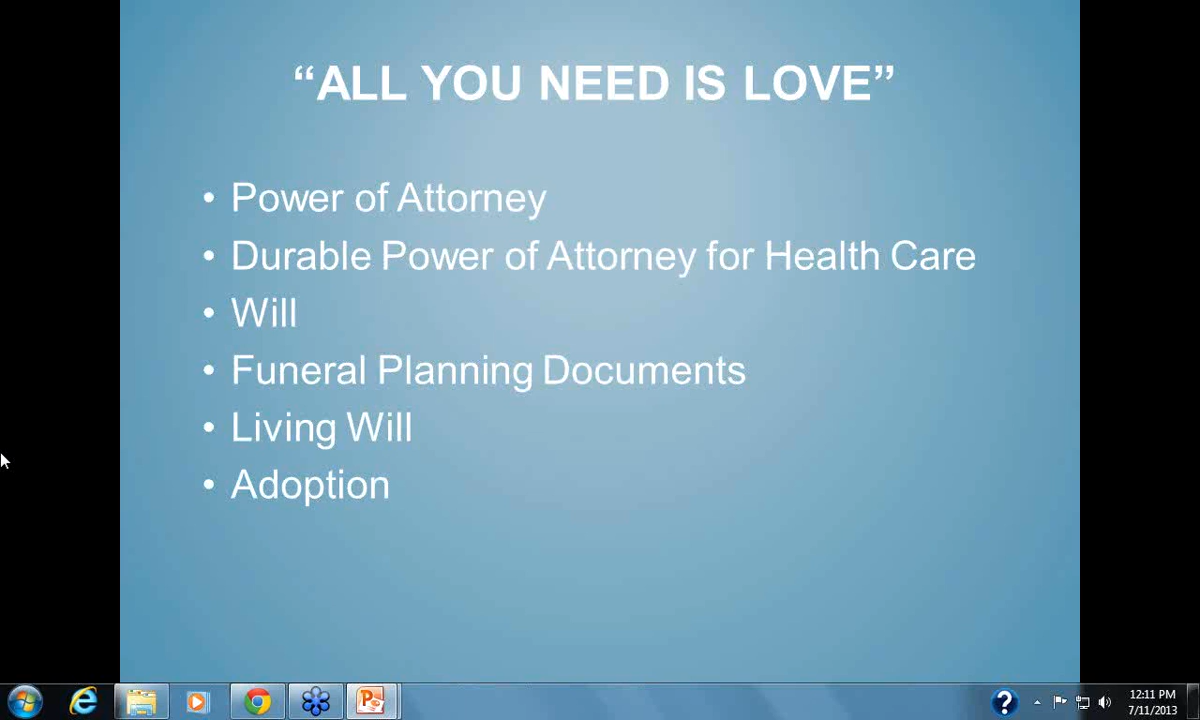 “ALL YOU NEED IS LOVE”
• Power of Attorney
• Durable Power of Attorney for Health Care
• Will
• Funeral Planning Documents
• Living Will
• Adoption
12:11 PM
7/11/2013